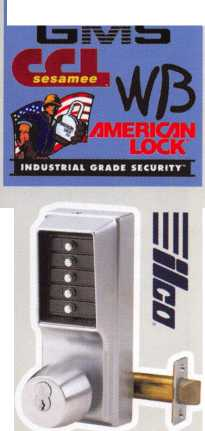 GMS
CCL
sesamee
WB
AMERICAN
LOCK
INDUSTRIAL GRADE SECURITY
ilco